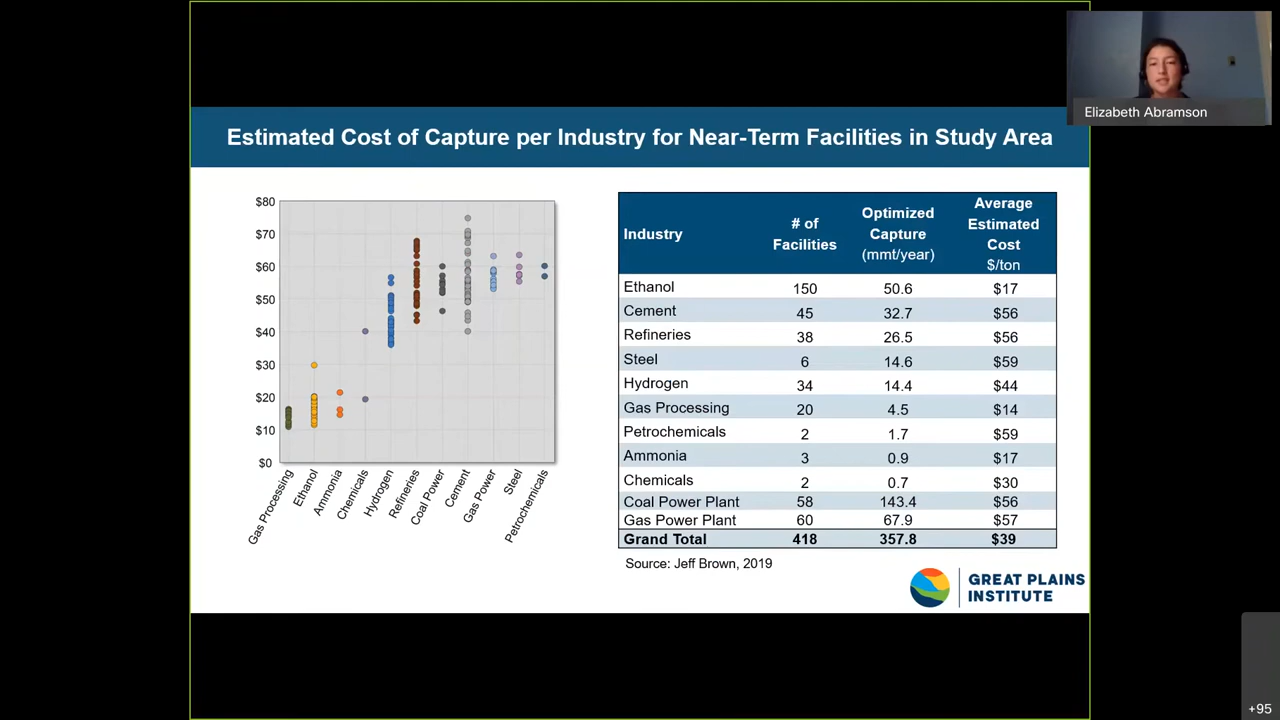 Elizabeth Abramson
Estimated Cost of Capture per Industry for Near-Term Facilities in Study Area
$80
$70
$60
$50
$40
$30
$20
$10
$0
Gas Processing
Ethanol
Ammonia
Chemicals
Hydrogen
Refineries
Coal Power
Cement
Gas Power
Steel
Petrochemicals
Industry
# of
Facilities
Optimized
Capture
(mmt/year)
Average
Estimated
Cost
$/ton
Ethanol 150 50.6 $17
Cement 45 32.7 $56
Refineries 38 26.5 $56
Steel 6 14.6 $59
Hydrogen 34 14.4 $44
Gas Processing 20 4.5 $14
Petrochemicals 2 1.7 $59
Ammonia 3 0.9 $17
Chemicals 2 0.7 $30
Coal Power Plant 58 143.4 $56
Gas Power Plant 60 67.9 $57
Grand Total 418 357.8 $39
Source: Jeff Brown, 2019
GREAT PLAINS
INSTITUTE
+95